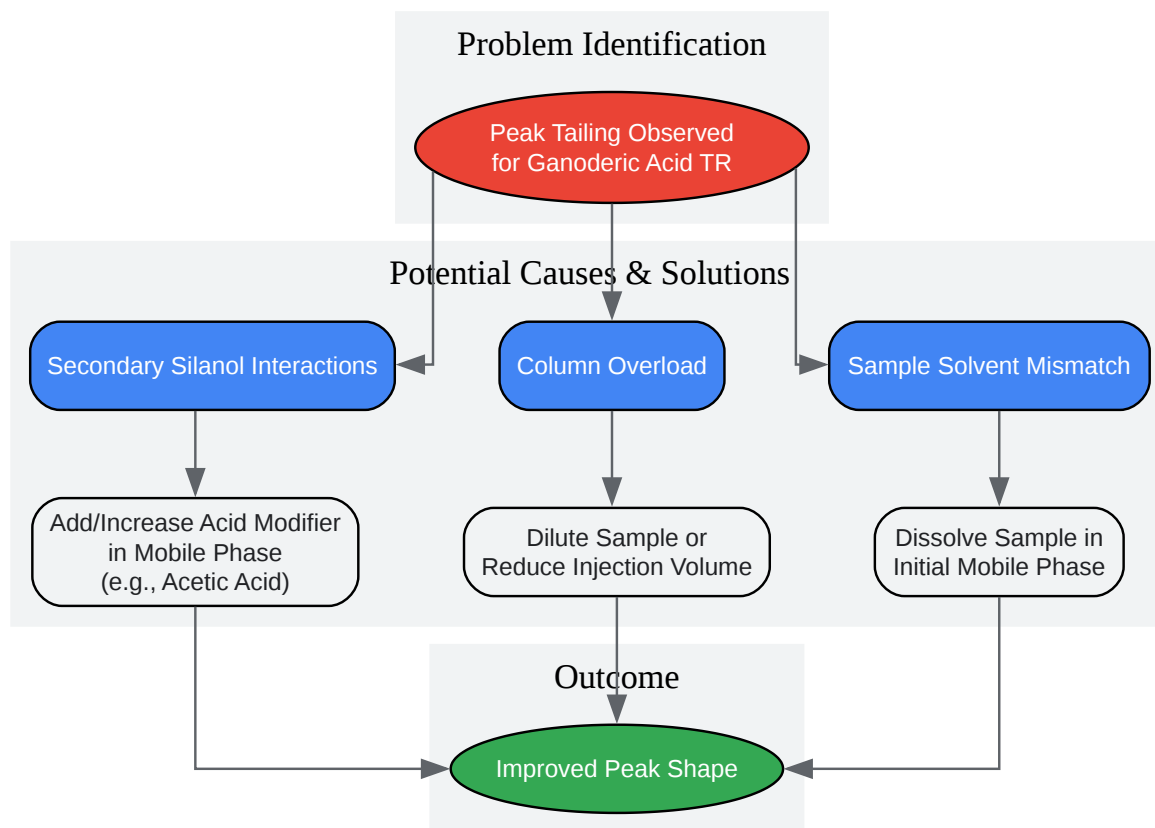 Problem Identification
Peak Tailing Observed
for Ganoderic Acid TR
Potential Causes & Solutions
Secondary Silanol Interactions
Column Overload
Sample Solvent Mismatch
Add/Increase Acid Modifier
in Mobile Phase
(e.g., Acetic Acid)
Dilute Sample or
Reduce Injection Volume
Dissolve Sample in
Initial Mobile Phase
Outcome
Improved Peak Shape